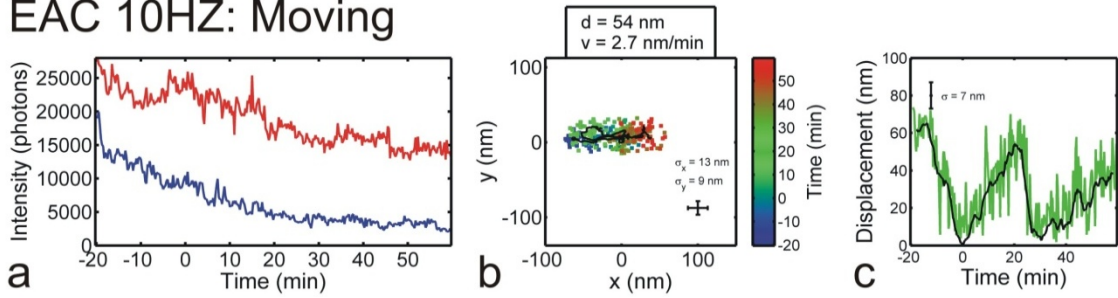 EAC 10HZ: Moving
d = 54 nm
v = 2.7 nm/min
Intensity (photons)
25000
20000
15000
10000
5000
0
-20 -10 0 10 20 30 40 50
Time (min)
a
y (nm)
100
0
-100
σx = 13 nm
σy = 9 nm
-100 0 100
x (nm)
b
50
40
30
20
10
0
-10
-20
Time (min)
Displacement (nm)
100
80
60
40
20
0
σ = 7 nm
-20 0 20 40
Time (min)
c